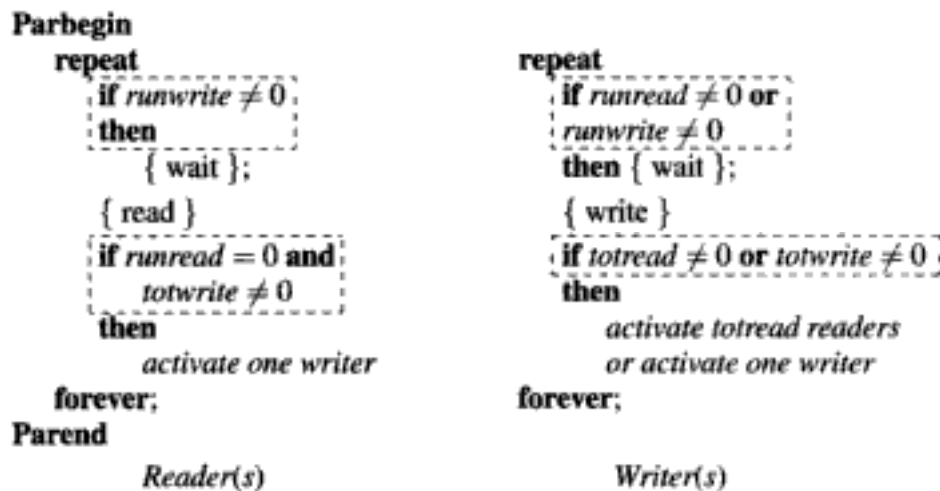 Parbegin
repeat
if runwrite ≠ 0
then
{ wait };
{ read }
if runread = 0 and
totwrite ≠ 0
then
activate one writer
forever;
Parend
Reader(s)
repeat
if runread ≠ 0 or
runwrite ≠ 0
then { wait };
{ write }
if totread ≠ 0 or totwrite ≠ 0
then
activate totread readers
or activate one writer
forever;
Writer(s)